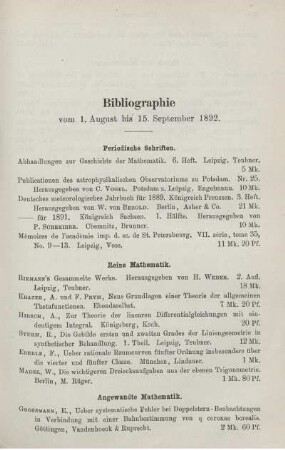 Bibliographie
vom 1. August bis 15. September 1892.
Periodische Schriften.
Abhandlungen zur Geschichte der Mathematik. 6. Heft. Leipzig, Teubner.
5 Mk.
Publicationen des astrophysikalischen Observatoriums zu Potsdam. Nr. 25.
Herausgegeben von C. Vogel. Potsdam u. Leipzig, Engelmann. 10 Mk.
Deutsches meteorologisches Jahrbuch für 1889. Königreich Preussen. 3. Heft.
Herausgegeben von W. von Bezold. Berlin, Asher & Co. 21 Mk.
— für 1891. Königreich Sachsen. 1. Hälfte. Herausgegeben von
P. Schreiber. Chemnitz, Brunner. 10 Mk.
Mémoires de l'académie imp. d. sc. de St. Petersbourg. VII. série, tome 35,
No. 9—13. Leipzig, Voss. 11 Mk. 20 Pf.
Reine Mathematik.
Riemann's Gesammelte Werke. Herausgegeben von H. Weber. 2. Aufl.
Leipzig, Teubner. 18 Mk.
Krazer, A. und F. Prym, Neue Grundlagen einer Theorie der allgemeinen
Thetafunctionen. Ebendaselbst. 7 Mk. 20 Pf.
Hirsch, A., Zur Theorie der linearen Differentialgleichungen mit ein-
deutigem Integral. Königsberg, Koch. 20 Pf.
Sturm, R., Die Gebilde ersten und zweiten Grades der Liniengeometrie in
synthetischer Behandlung. 1. Theil. Leipzig, Teubner. 12 Mk.
Eberle, F., Ueber rationale Raumcurven fünfter Ordnung insbesondere über
die vierter und fünfter Classe. München, Lindauer. 1 Mk.
Mader, W., Die wichtigeren Dreiecksaufgaben aus der ebenen Trigonometrie.
Berlin, M. Rüger. 1 Mk. 80 Pf.
Angewandte Mathematik.
Grossmann, E., Ueber systematische Fehler bei Doppelstern-Beobachtungen
in Verbindung mit einer Bahnbestimmung von η coronae borealis.
Göttingen, Vandenhoeck & Ruprecht. 2 Mk. 60 Pf.